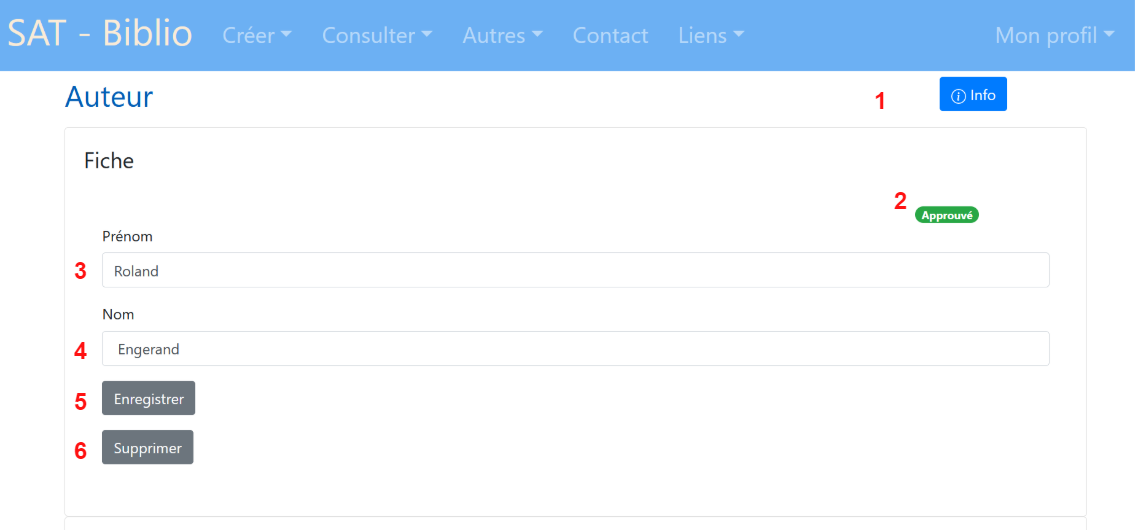 SAT - Biblio Créer Consulter Autres Contact Liens Mon profil
Auteur 1 Info
Fiche
2 Approuvé
Prénom
3 Roland
Nom
4 Engerand
5 Enregistrer
6 Supprimer